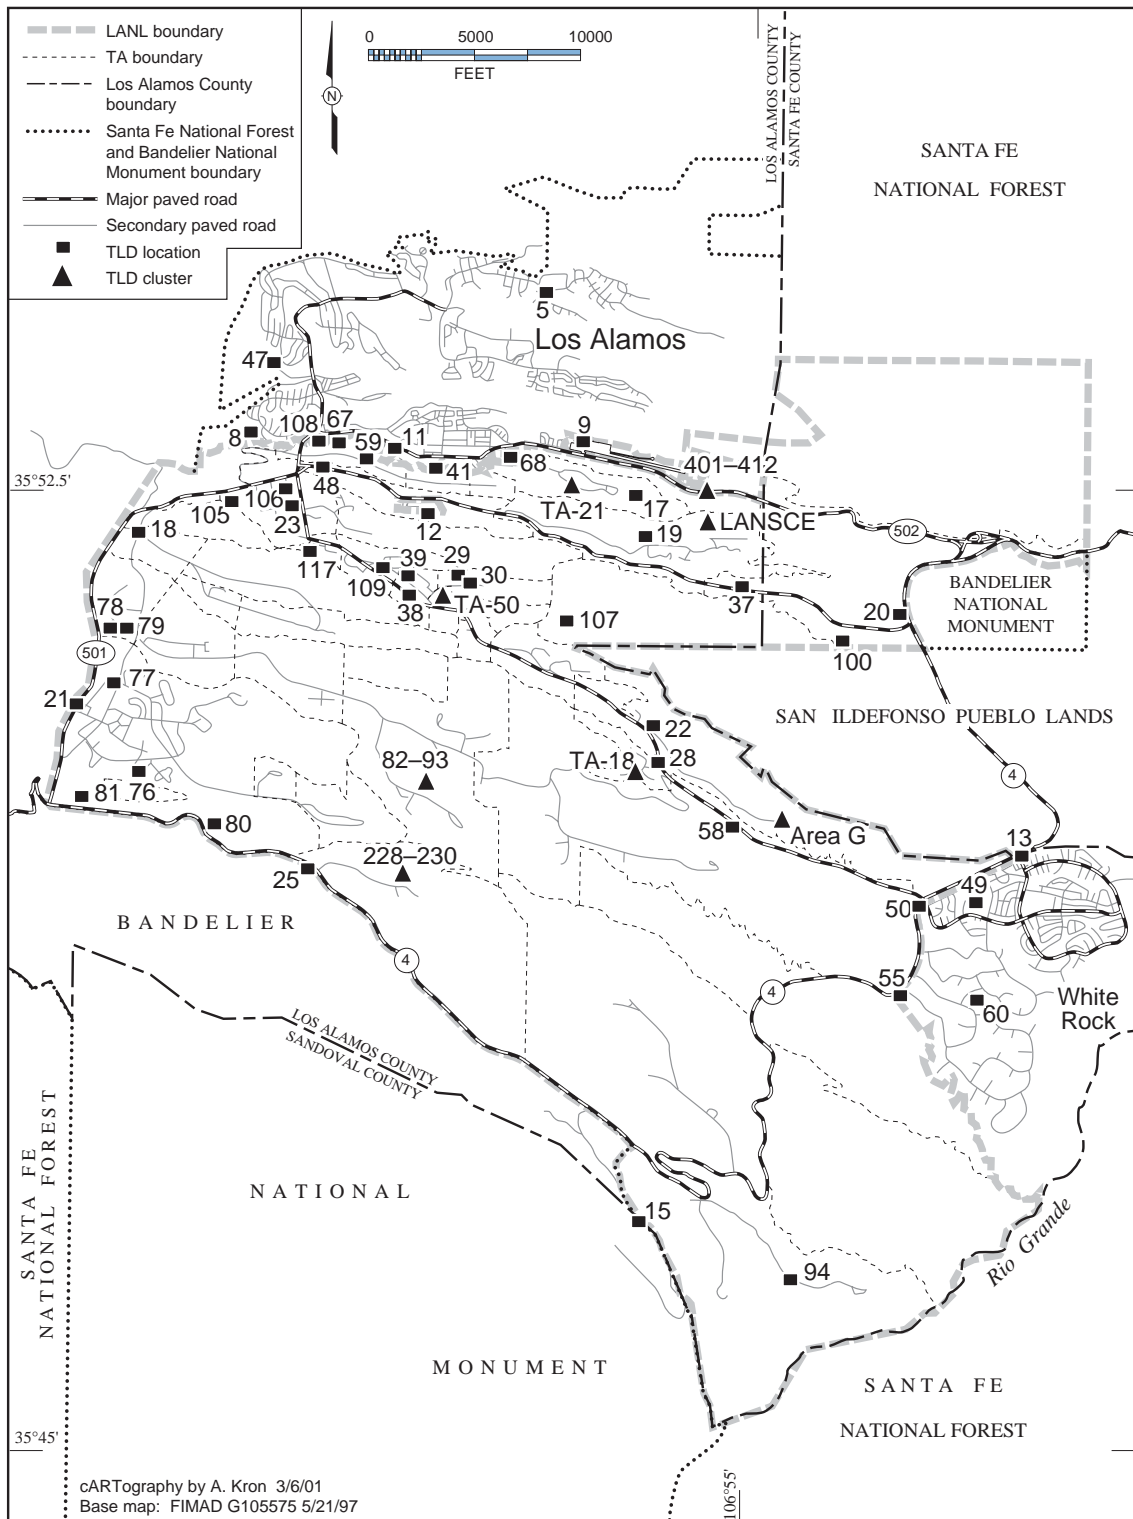 LANL boundary
TA boundary
Los Alamos County
boundary
Santa Fe National Forest
and Bandelier National
Monument boundary
Major paved road
Secondary paved road
TLD location
TLD cluster
0 5000 10000
FEET
N
LOS ALAMOS COUNTY
SANTA FE COUNTY
SANTA FE
NATIONAL FOREST
5
Los Alamos
47
8
108
67
59
11
9
41
68
401–412
35°52.5'
106
48
105
23
TA-21
17
LANSCE
12
19
502
18
117
39
29
30
109
38
TA-50
37
BANDELIER
NATIONAL
MONUMENT
20
107
100
78
79
501
77
21
SAN ILDEFONSO PUEBLO LANDS
22
82–93
TA-18
28
4
81
76
80
58
Area G
13
228–230
25
49
50
BANDELIER
4
4
55
60
White
Rock
LOS ALAMOS COUNTY
SANDOVAL COUNTY
SANTA FE
NATIONAL FOREST
NATIONAL
15
Rio Grande
94
MONUMENT
SANTA FE
NATIONAL FOREST
35°45'
106°55'
cARTography by A. Kron 3/6/01
Base map: FIMAD G105575 5/21/97